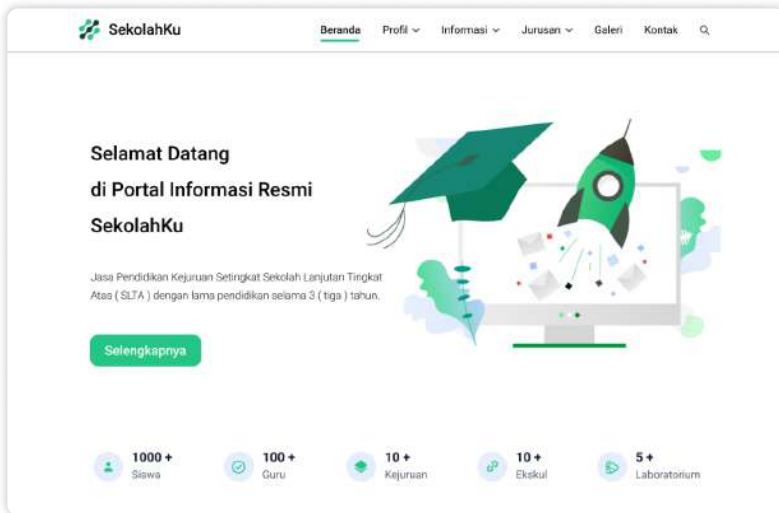 SekolahKu
Beranda Profil Informasi Jurusan Galeri Kontak
Selamat Datang
di Portal Informasi Resmi
SekolahKu
Jasa Pendidikan Kejuruan Setingkat Sekolah Lanjutan Tingkat
Atas ( SLTA ) dengan lama pendidikan selama 3 ( tiga ) tahun.
Selengkapnya
1000 +
Siswa
100 +
Guru
10 +
Kejuruan
10 +
Ekskul
5 +
Laboratorium